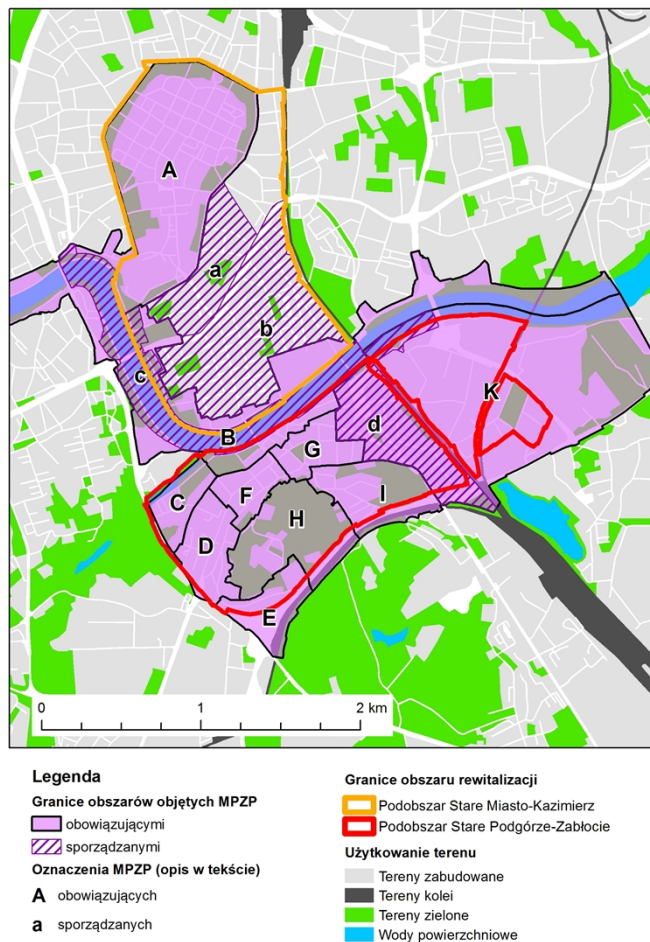 A
a
b
c
B
d
K
G
C
F
I
H
D
E
0 1 2 km
Legenda
Granice obszarów objętych MPZP
obowiązującymi
sporządzanymi
Oznaczenia MPZP (opis w tekście)
A obowiązujących
a sporządzanych
Granice obszaru rewitalizacji
Podobszar Stare Miasto-Kazimierz
Podobszar Stare Podgórze-Zabłocie
Użytkowanie terenu
Tereny zabudowane
Tereny kolei
Tereny zielone
Wody powierzchniowe